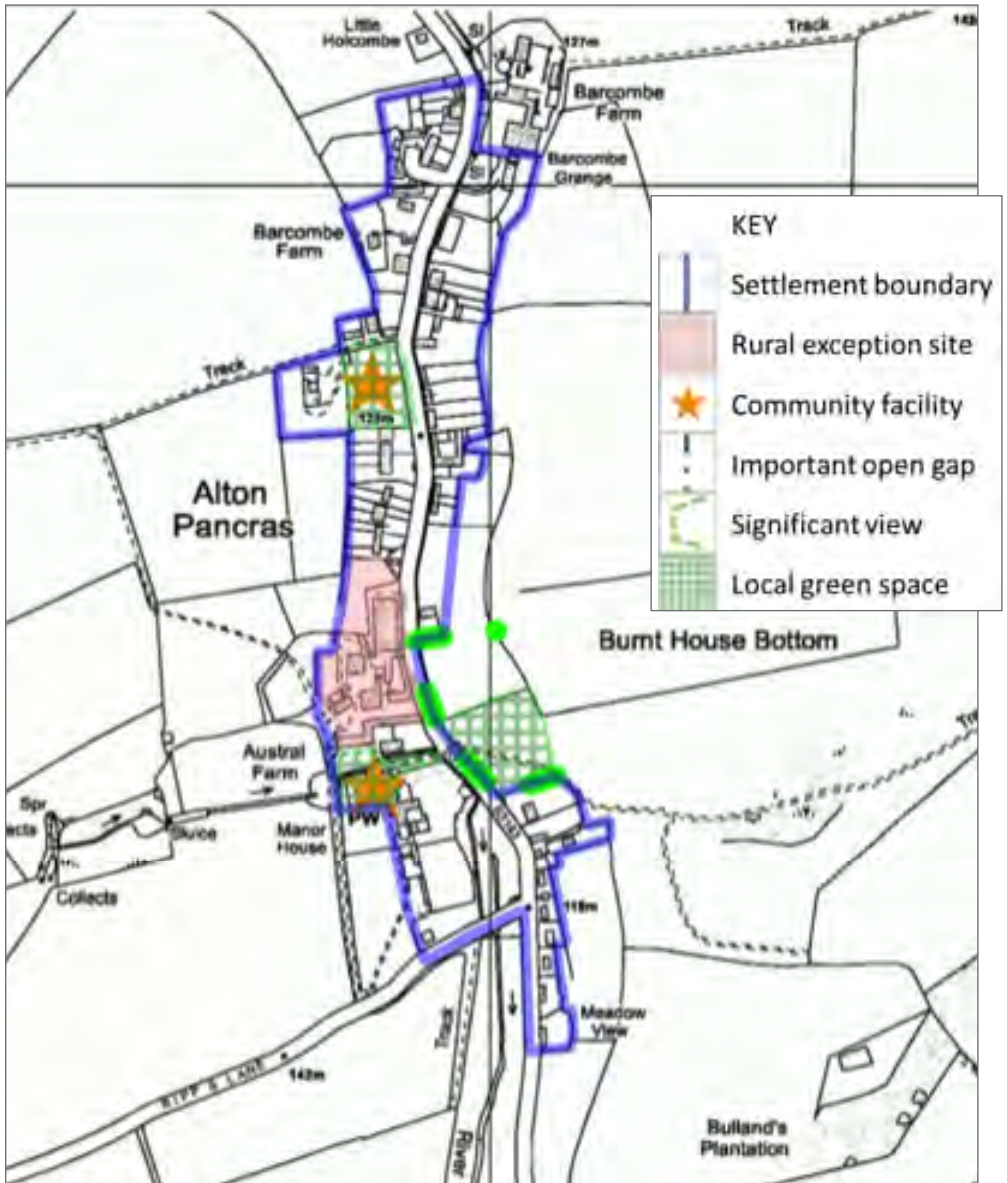 Little
Holcombe
Track
127m
Barcombe
Farm
Barcombe
Grange
Barcombe
Farm
KEY
Settlement boundary
Rural exception site
Community facility
Important open gap
Significant view
Local green space
Track
Alton
Pancras
Burnt House Bottom
Austral
Farm
Spr
Sluice
PW
Manor
House
Collects
118m
Meadow
View
Track
142m
River
Bulland's
Plantation